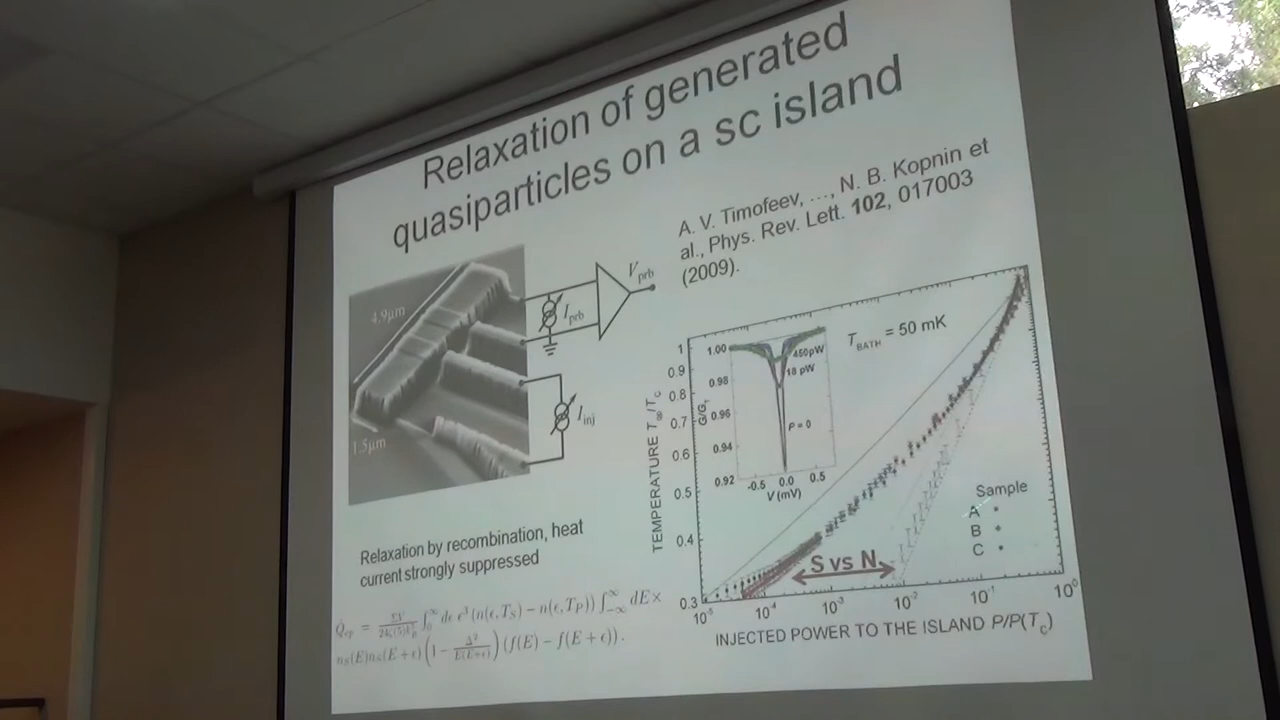 Relaxation of generated
quasiparticles on a sc island
A. V. Timofeev, …, N. B. Kopnin et
al., Phys. Rev. Lett. 102, 017003
(2009).
4.9μm
1.5μm
V_prb
I_prb
I_inj
Relaxation by recombination, heat
current strongly suppressed
T_BATH = 50 mK
TEMPERATURE
1
0.9
0.8
0.7
0.6
0.5
0.4
0.3
1.00
0.98
0.96
0.94
0.92
450pW
18 pW
P = 0
-0.5 0.0 0.5
V (mV)
S vs N
Sample
A
B
C
10^-5 10^-4 10^-3 10^-2 10^-1 10^0
INJECTED POWER TO THE ISLAND P/P(T_C)